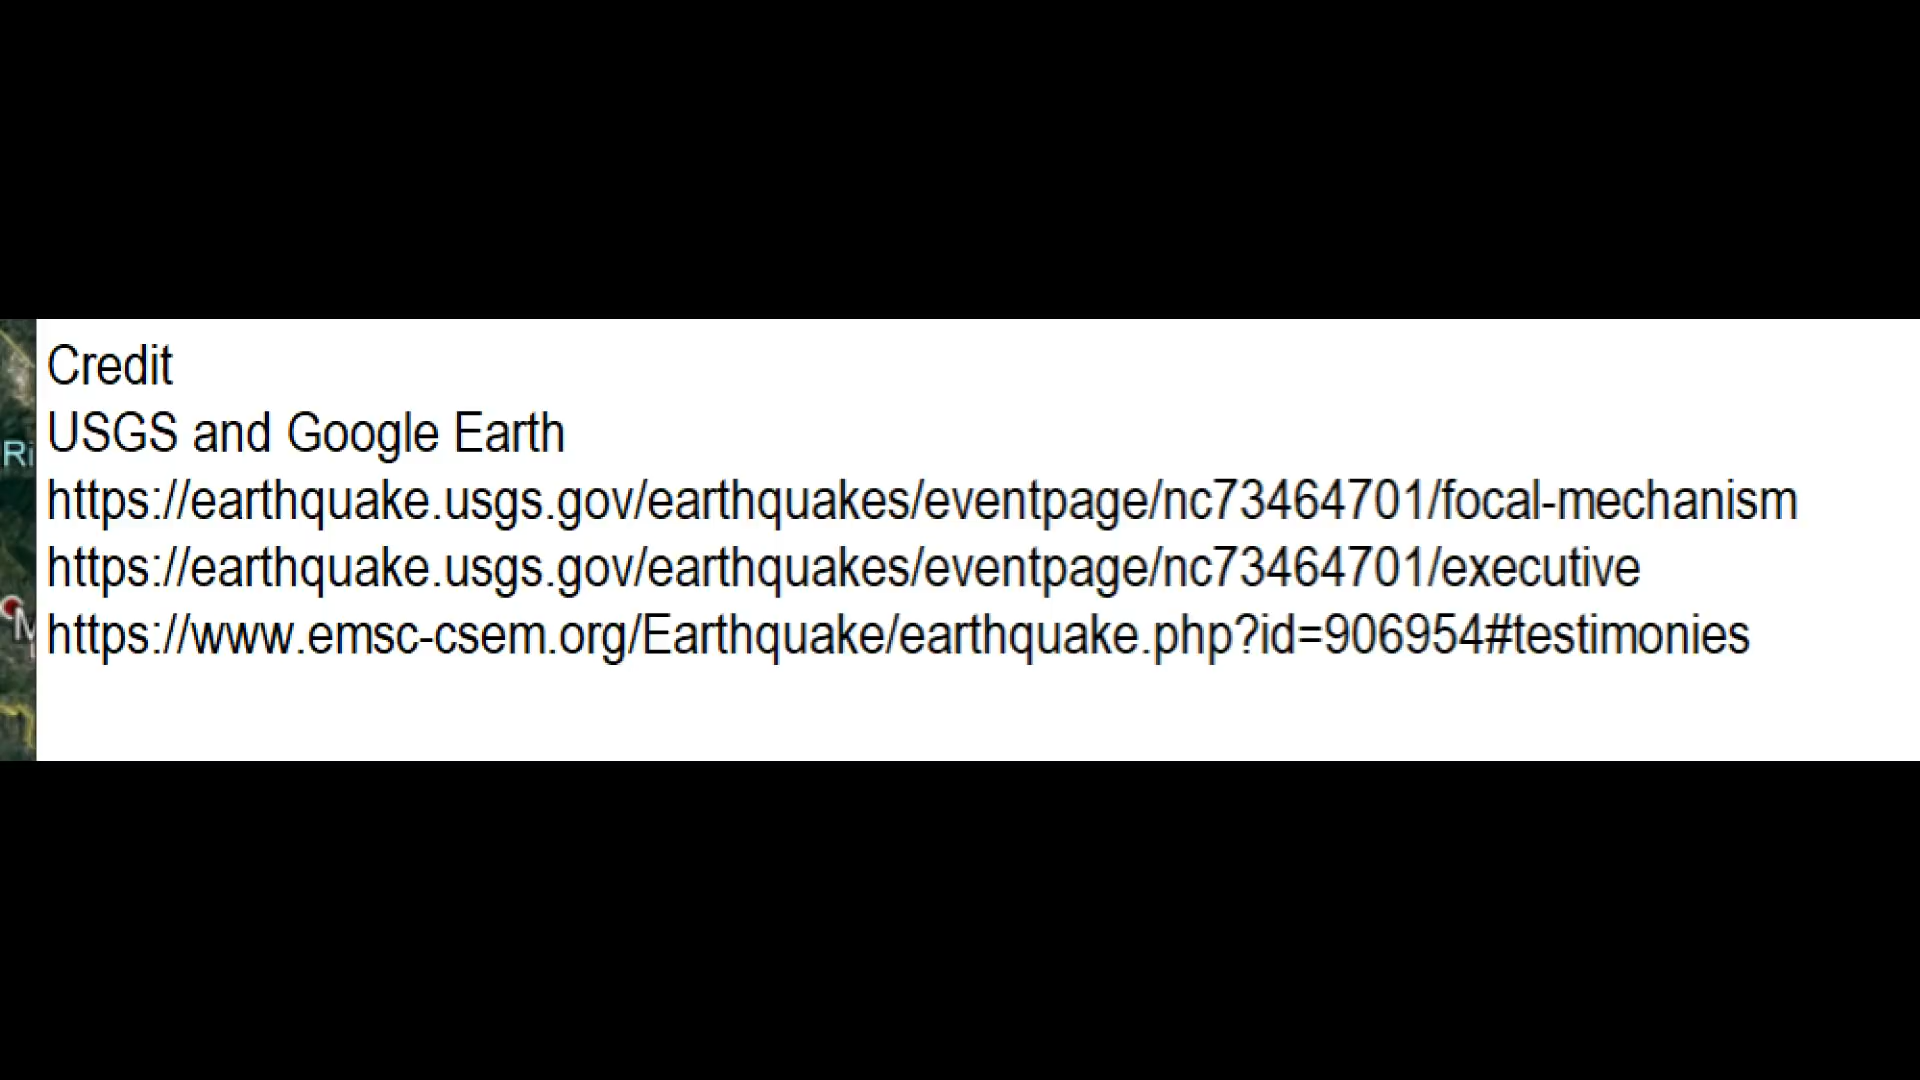 Credit
USGS and Google Earth
https://earthquake.usgs.gov/earthquakes/eventpage/nc73464701/focal-mechanism
https://earthquake.usgs.gov/earthquakes/eventpage/nc73464701/executive
https://www.emsc-csem.org/Earthquake/earthquake.php?id=906954#testimonies